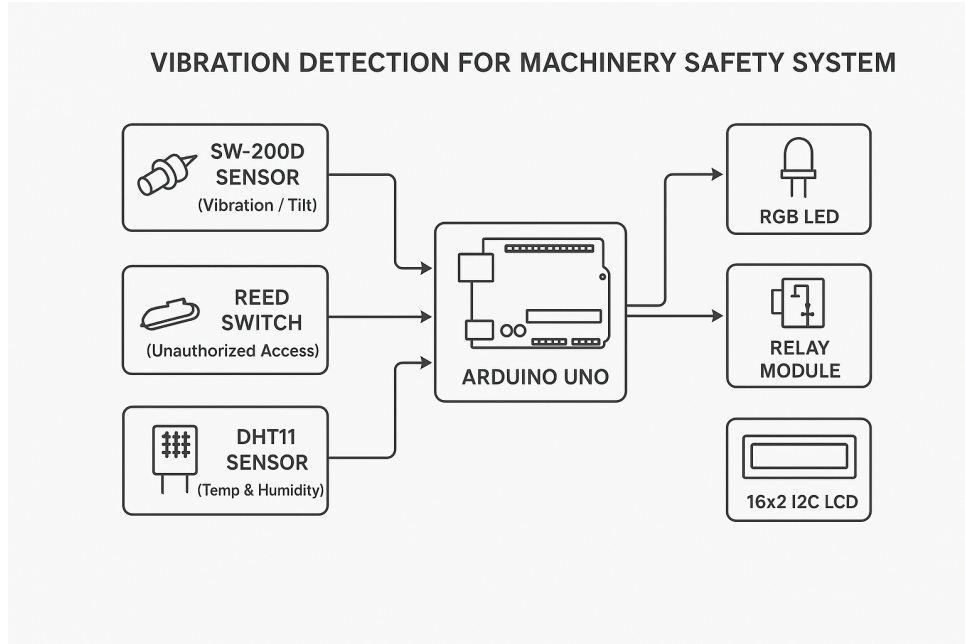 VIBRATION DETECTION FOR MACHINERY SAFETY SYSTEM
SW-200D
SENSOR
(Vibration / Tilt)
REED
SWITCH
(Unauthorized Access)
DHT11
SENSOR
(Temp & Humidity)
ARDUINO UNO
RGB LED
RELAY
MODULE
16x2 I2C LCD